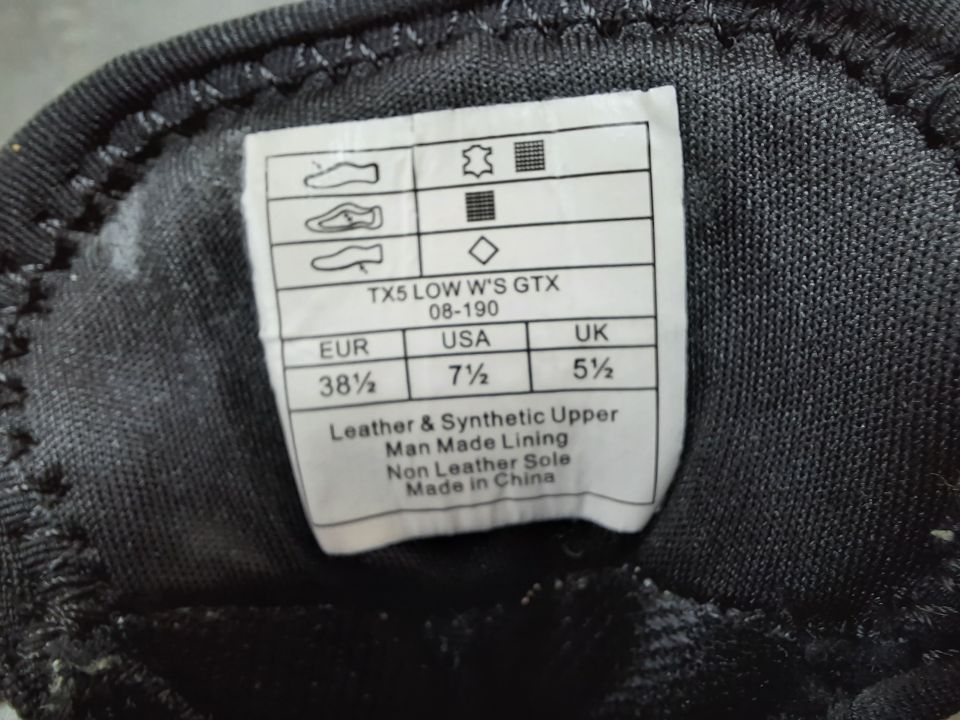 TX5 LOW W'S GTX
08-190
EUR USA UK
38½ 7½ 5½
Leather & Synthetic Upper
Man Made Lining
Non Leather Sole
Made in China